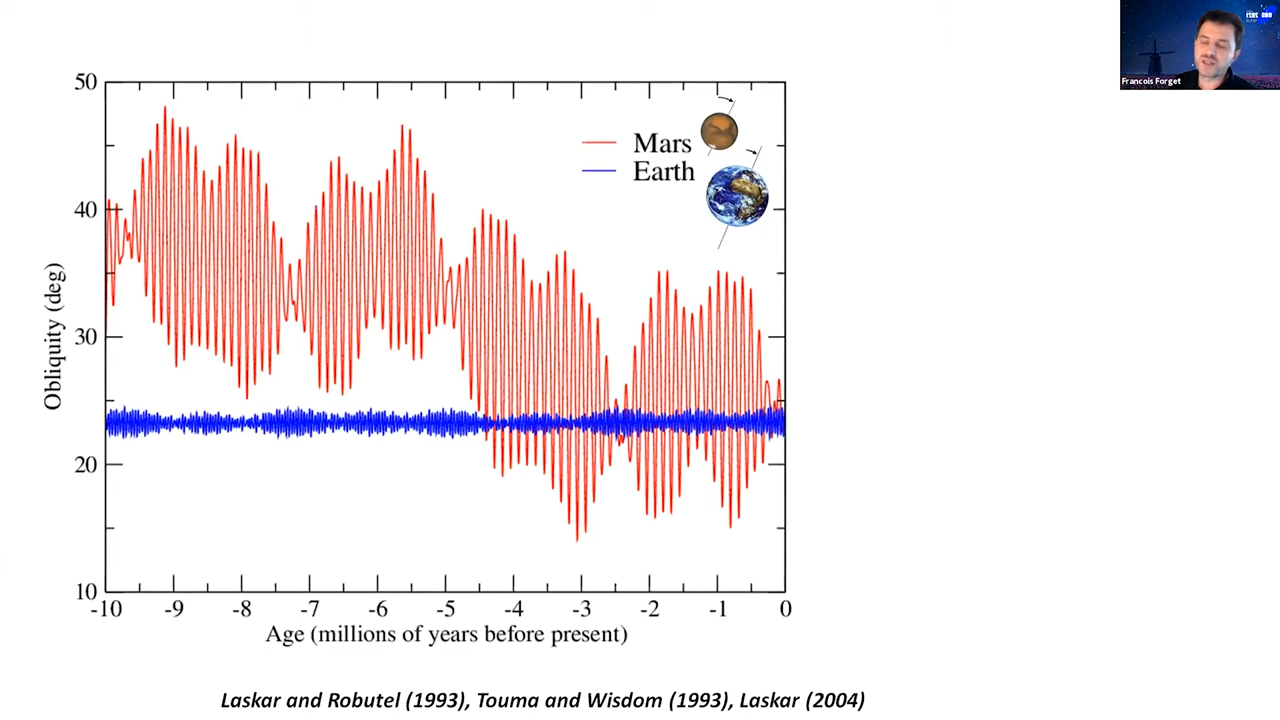 Francois Forget
50
40
30
20
10
Obliquity (deg)
Mars
Earth
-10 -9 -8 -7 -6 -5 -4 -3 -2 -1 0
Age (millions of years before present)
Laskar and Robutel (1993), Touma and Wisdom (1993), Laskar (2004)